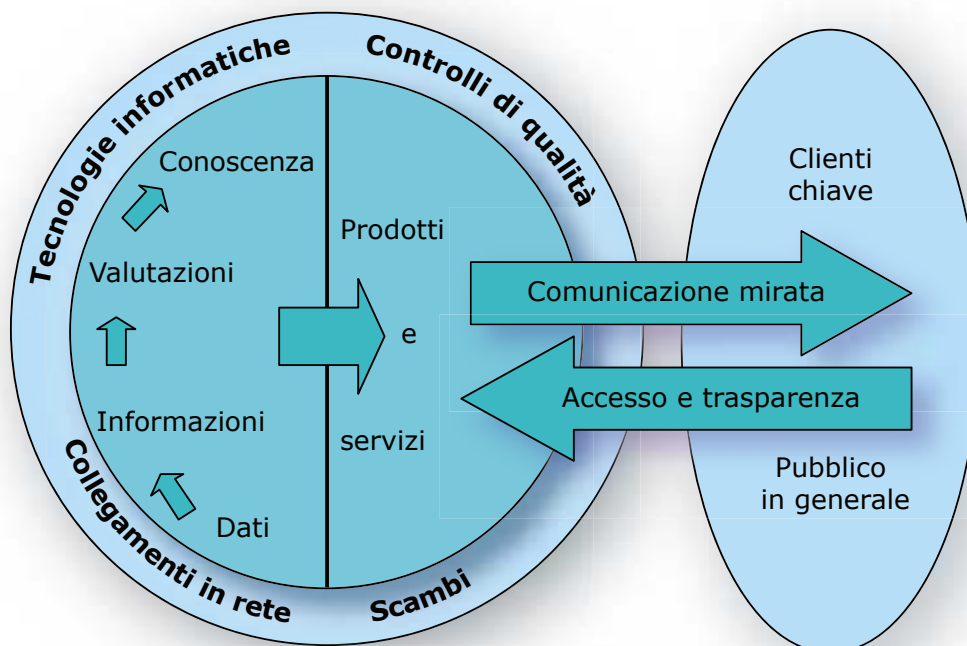 Tecnologie informatiche
Controlli di qualità
Conoscenza
Valutazioni
Informazioni
Dati
Collegamenti in rete
Scambi
Prodotti
e
servizi
Comunicazione mirata
Accesso e trasparenza
Clienti
chiave
Pubblico
in generale